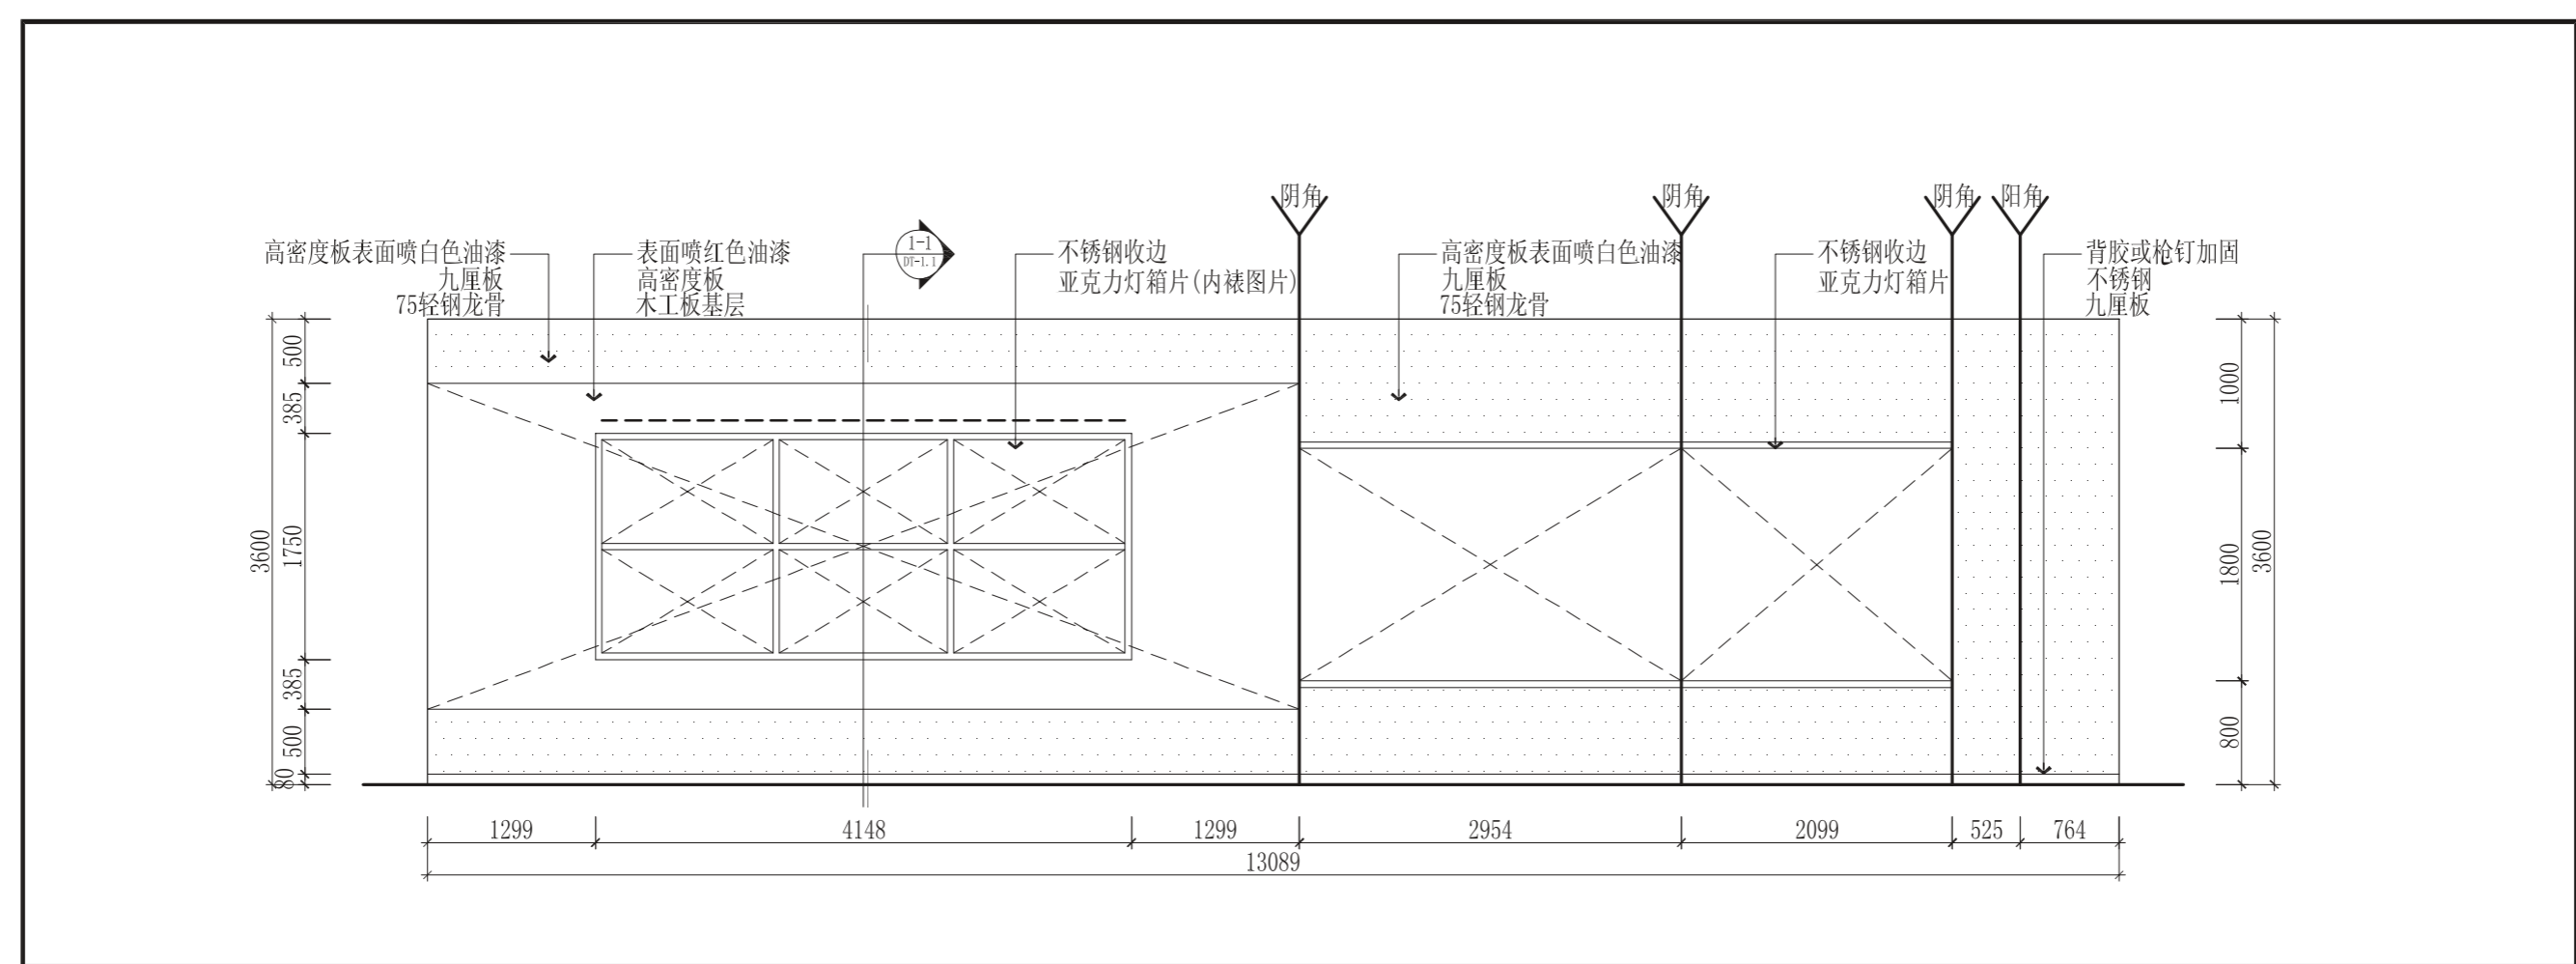 阴角
阴角
阴角
阳角
高密度板表面喷白色油漆
九厘板
75轻钢龙骨
表面喷红色油漆
高密度板
木工板基层
1-1
DT-1.1
不锈钢收边
亚克力灯箱片(内裱图片)
高密度板表面喷白色油漆
九厘板
75轻钢龙骨
不锈钢收边
亚克力灯箱片
背胶或枪钉加固
不锈钢
九厘板
3600
500
385
1750
385
500
80
1000
1800
800
3600
1299
4148
1299
2954
2099
525
764
13089